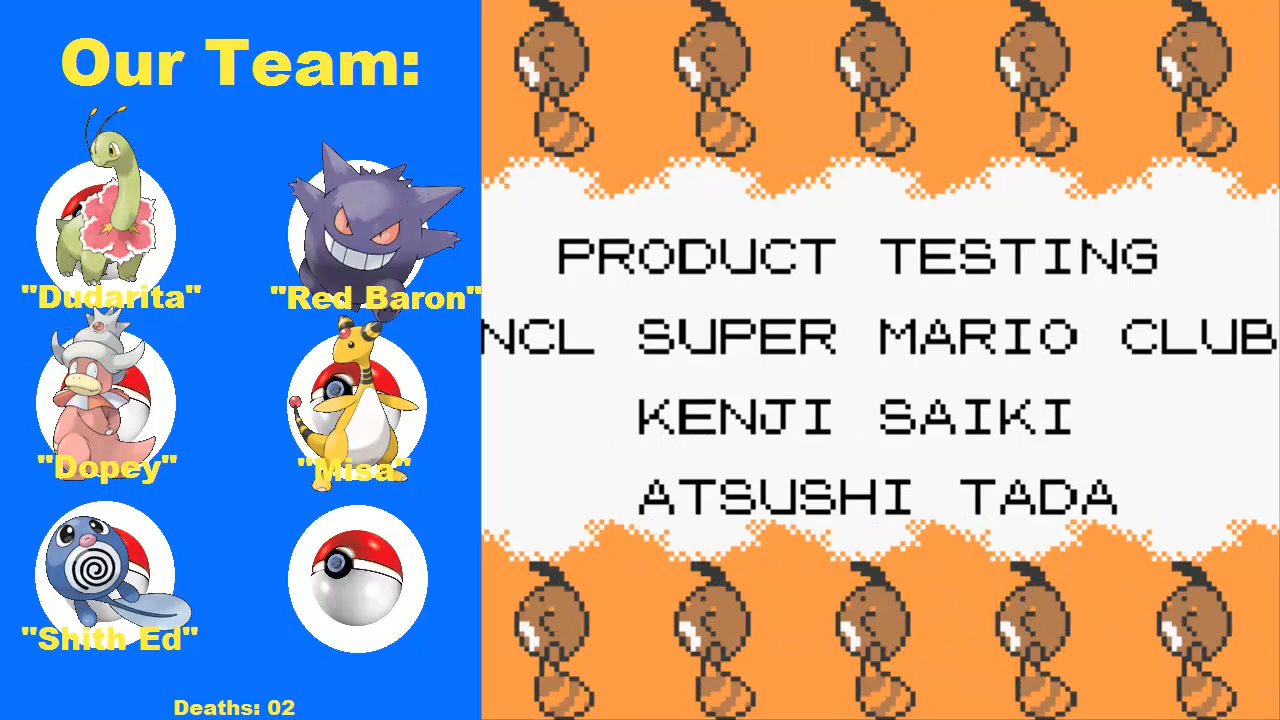 Our Team:
"Dudarita"
"Red Baron"
"Dopey"
"Misa"
"Shith Ed"
Deaths: 02
PRODUCT TESTING
NCL SUPER MARIO CLUB
KENJI SAIKI
ATSUSHI TADA